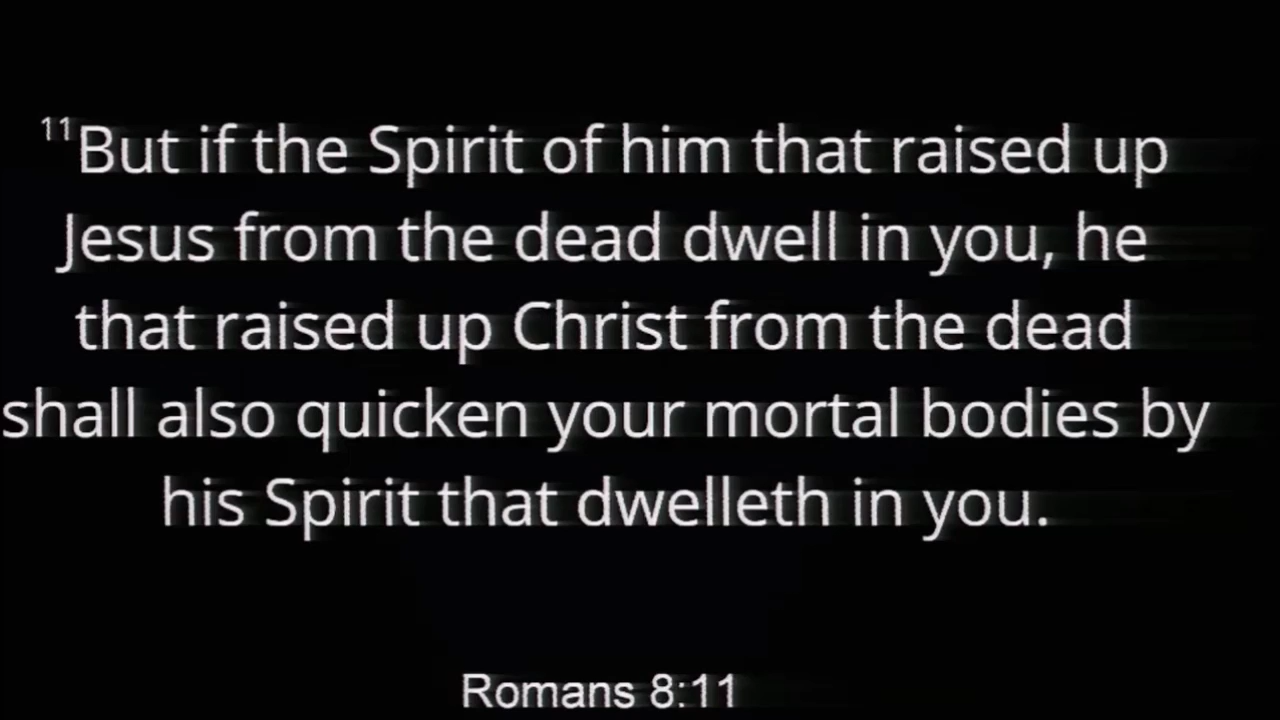 11But if the Spirit of him that raised up
Jesus from the dead dwell in you, he
that raised up Christ from the dead
shall also quicken your mortal bodies by
his Spirit that dwelleth in you.
Romans 8:11